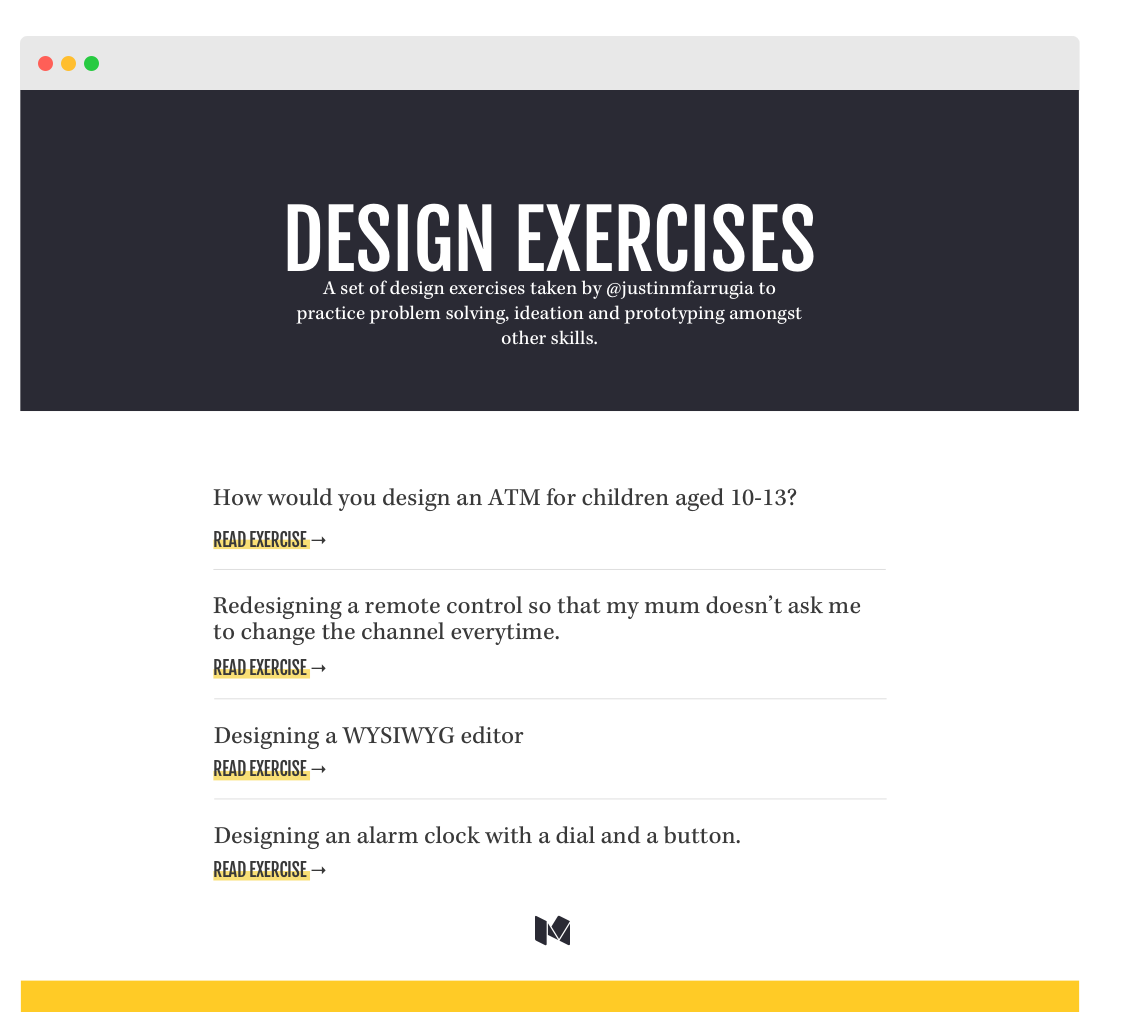 DESIGN EXERCISES
A set of design exercises taken by @justinmfarrugia to
practice problem solving, ideation and prototyping amongst
other skills.
How would you design an ATM for children aged 10-13?
READ EXERCISE →
Redesigning a remote control so that my mum doesn’t ask me
to change the channel everytime.
READ EXERCISE →
Designing a WYSIWYG editor
READ EXERCISE →
Designing an alarm clock with a dial and a button.
READ EXERCISE →